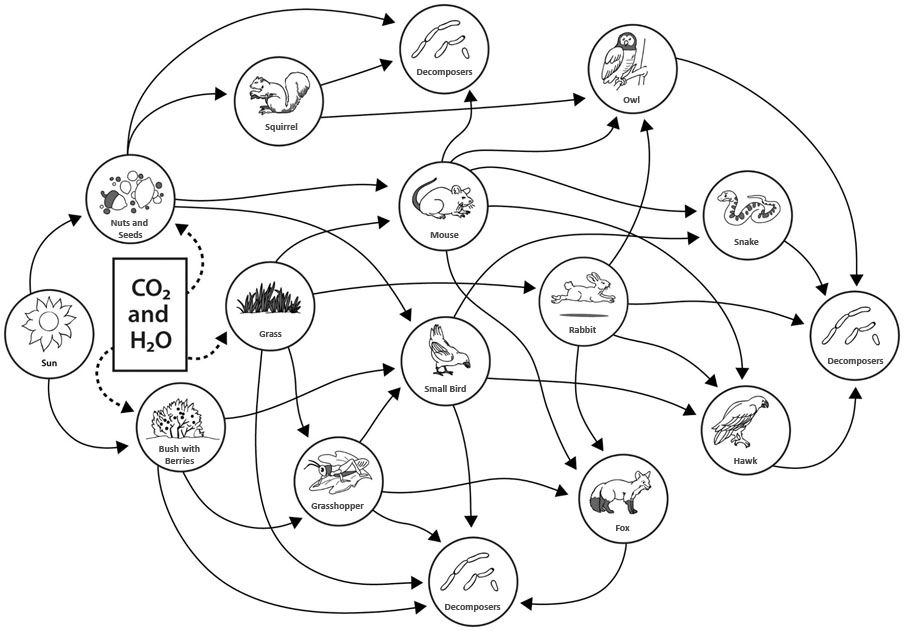 Decomposers
Owl
Squirrel
Nuts and
Seeds
Mouse
Snake
CO₂
and
H₂O
Sun
Grass
Rabbit
Decomposers
Small Bird
Bush with
Berries
Hawk
Grasshopper
Fox
Decomposers